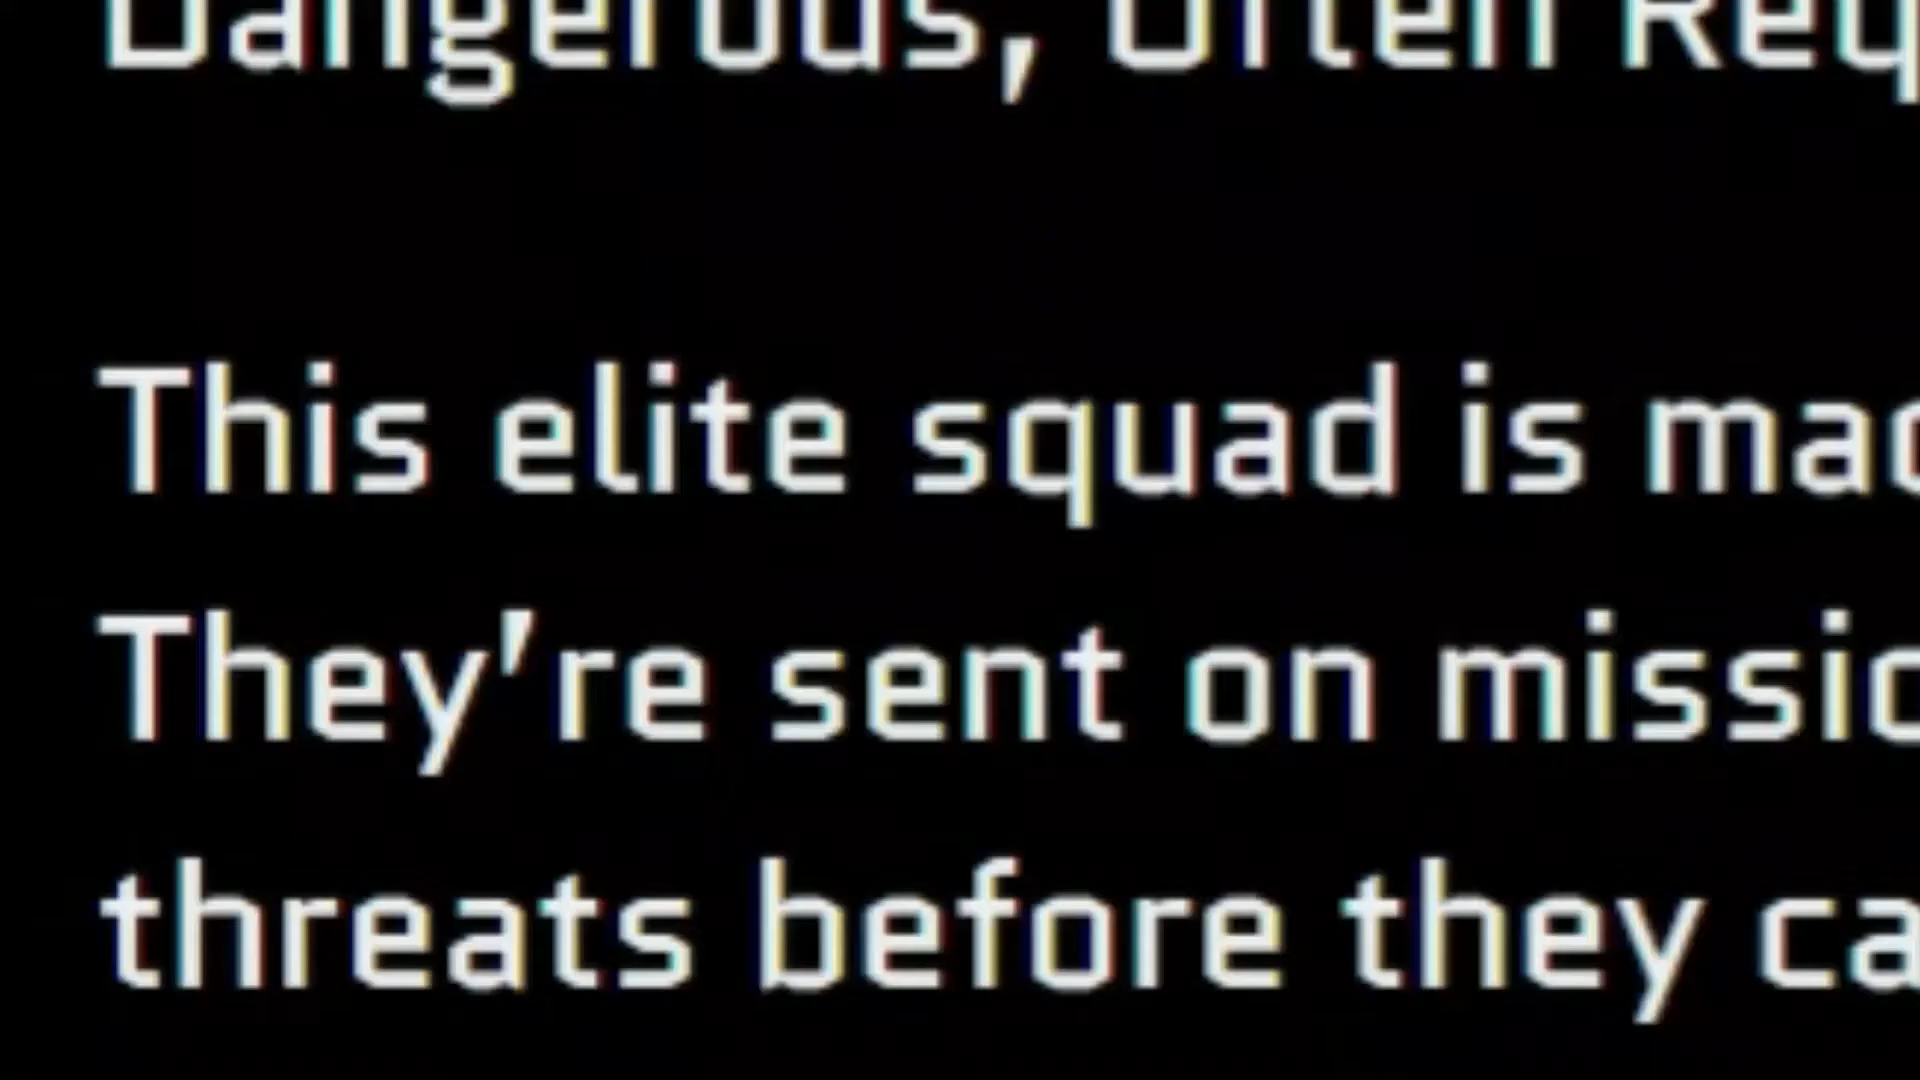 Dangerous, Often Req
This elite squad is mad
They're sent on missio
threats before they ca